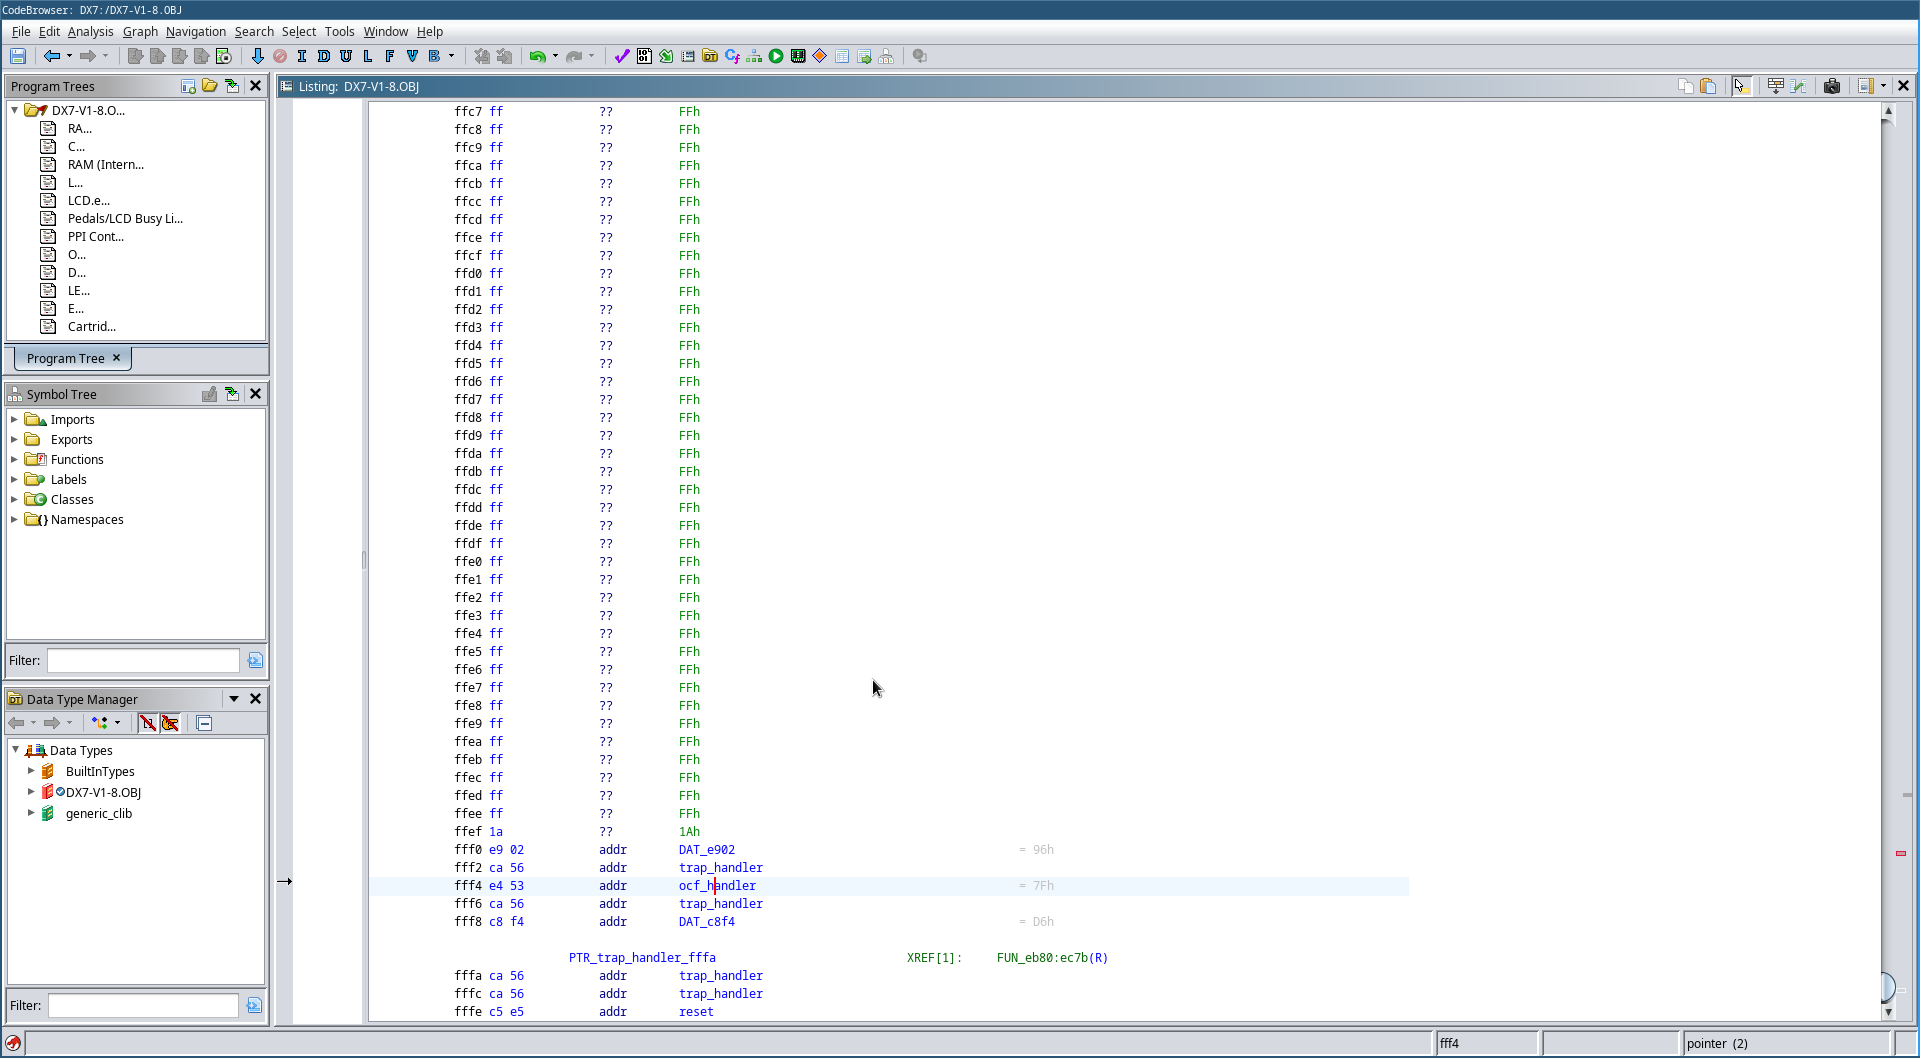 CodeBrowser: DX7:/DX7-V1-8.OBJ
File Edit Analysis Graph Navigation Search Select Tools Window Help
I D U L F V B
Program Trees
DX7-V1-8.O...
RA...
C...
RAM (Intern...
L...
LCD.e...
Pedals/LCD Busy Li...
PPI Cont...
O...
D...
LE...
E...
Cartrid...
Program Tree
Symbol Tree
Imports
Exports
Functions
Labels
Classes
Namespaces
Filter:
Data Type Manager
Data Types
BuiltInTypes
DX7-V1-8.OBJ
generic_clib
Filter:
Listing: DX7-V1-8.OBJ
ffc7 ff ?? FFh
ffc8 ff ?? FFh
ffc9 ff ?? FFh
ffca ff ?? FFh
ffcb ff ?? FFh
ffcc ff ?? FFh
ffcd ff ?? FFh
ffce ff ?? FFh
ffcf ff ?? FFh
ffd0 ff ?? FFh
ffd1 ff ?? FFh
ffd2 ff ?? FFh
ffd3 ff ?? FFh
ffd4 ff ?? FFh
ffd5 ff ?? FFh
ffd6 ff ?? FFh
ffd7 ff ?? FFh
ffd8 ff ?? FFh
ffd9 ff ?? FFh
ffda ff ?? FFh
ffdb ff ?? FFh
ffdc ff ?? FFh
ffdd ff ?? FFh
ffde ff ?? FFh
ffdf ff ?? FFh
ffe0 ff ?? FFh
ffe1 ff ?? FFh
ffe2 ff ?? FFh
ffe3 ff ?? FFh
ffe4 ff ?? FFh
ffe5 ff ?? FFh
ffe6 ff ?? FFh
ffe7 ff ?? FFh
ffe8 ff ?? FFh
ffe9 ff ?? FFh
ffea ff ?? FFh
ffeb ff ?? FFh
ffec ff ?? FFh
ffed ff ?? FFh
ffee ff ?? FFh
ffef 1a ?? 1Ah
fff0 e9 02 addr DAT_e902 = 96h
fff2 ca 56 addr trap_handler
fff4 e4 53 addr ocf_handler = 7Fh
fff6 ca 56 addr trap_handler
fff8 c8 f4 addr DAT_c8f4 = D6h
PTR_trap_handler_fffa XREF[1]: FUN_eb80:ec7b(R)
fffa ca 56 addr trap_handler
fffc ca 56 addr trap_handler
fffe c5 e5 addr reset
fff4 pointer (2)